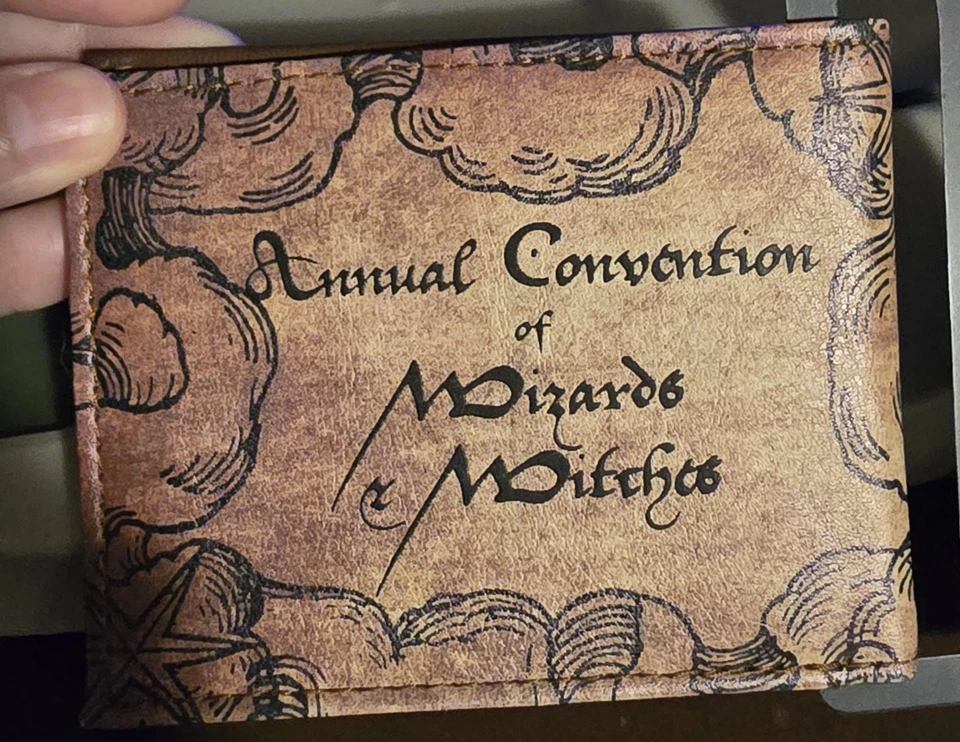 Annual Convention
of
Wizards
& Witches